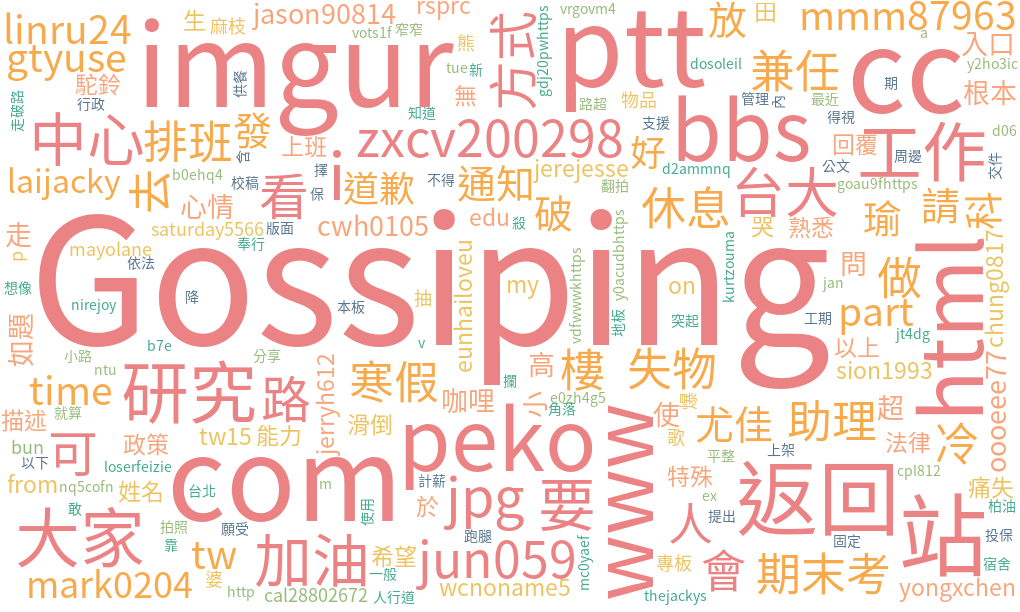 linru24
生
麻枝
jason90814
rsprc
vrgovm4
放
田
mmm87963
gtyuse
imgur
vots1f
窄窄
熊
方式
gdj20pwhttps
ptt
dosoleil
兼任
cc
a
入口
y2ho3ic
走破路
駝鈴
行政
供餐
tue
新
無
路超
物品
管理
期
最近
根本
中心
排班
發
上班
zxcv200298
知道
支援
bbs
得視
工作
d06
宮
好
回覆
周邊
交件
laijacky
去
b0ehq4
校稿
擇
保
i
道歉
不得
通知
jerejesse
翻拍
d2ammnq
公文
goau9fhttps
心情
看
破
休息
台大
請
科
走
p
saturday5566
版面
cwh0105
edu
殺
哭
熟悉
瑜
mayolane
奉行
依法
eunhailoveu
Gossiping
vdfwwwkhttps
y0acudbhttps
kurtzouma
問
做
html
chung0817
想像
nirejoy
降
本板
抽
my
地板
on
突起
jan
工期
part
jt4dg
如題
b7e
v
小路
分享
ntu
jerryh612
寒假
攔
高
樓
失物
以上
sion1993
oooeee77
time
研究
路
咖哩
小
e0zh4g5
角落
描述
就算
滑倒
peko
www
使
歌
尤佳
助理
超
法律
冷
bun
可
政策
tw15
能力
平整
上架
以下
loserfeizie
com
計薪
特殊
cpl812
from
nq5cofn
姓名
台北
m
於
jpg
要
ex
返回
痛失
敢
使用
人
提出
站
柏油
大家
拍照
願受
跑腿
固定
投保
靠
tw
加油
希望
jun059
mc0yaef
專板
會
期末考
宿舍
mark0204
婆
http
一般
cal28802672
人行道
wcnoname5
thejackys
yongxchen